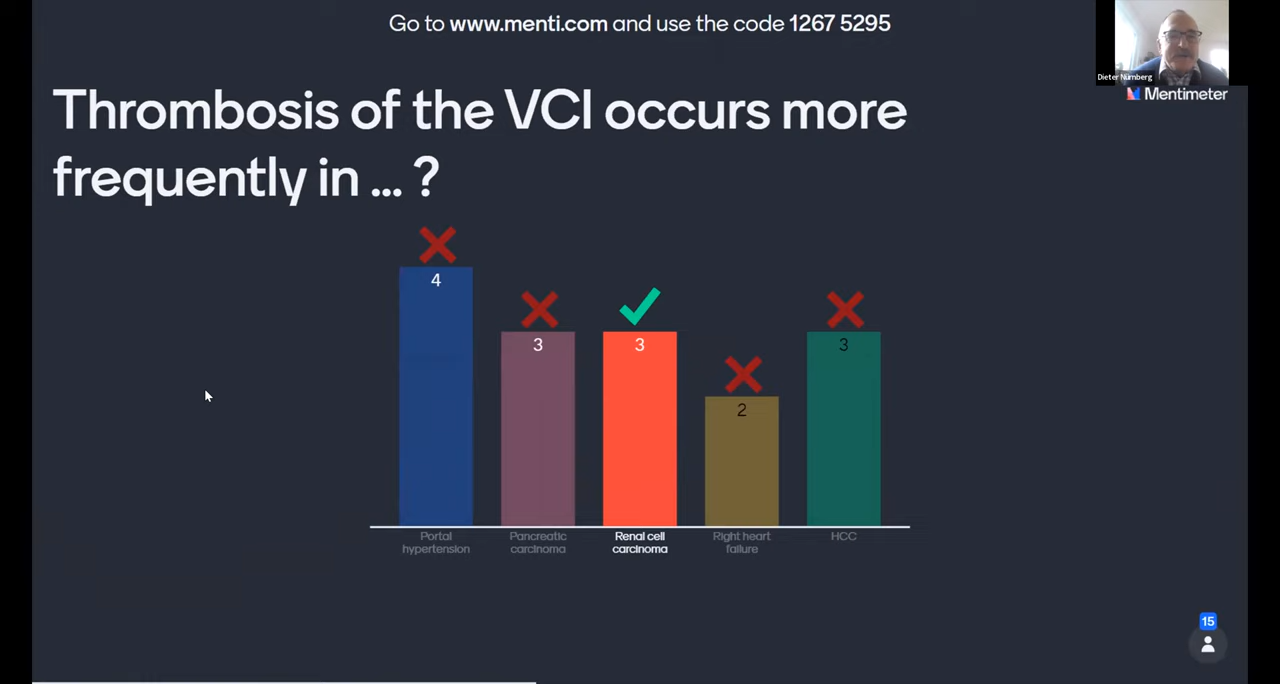 Go to www.menti.com and use the code 1267 5295
Dieter Nürnberg
Mentimeter
Thrombosis of the VCI occurs more
frequently in ... ?
4
3
3
2
3
Portal
hypertension
Pancreatic
carcinoma
Renal cell
carcinoma
Right heart
failure
HCC
15